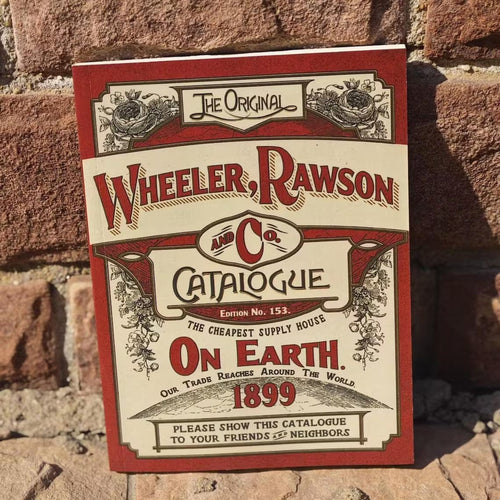 THE ORIGINAL
WHEELER, RAWSON
AND Co.
CATALOGUE
EDITION No. 153.
THE CHEAPEST SUPPLY HOUSE
ON EARTH.
OUR TRADE REACHES AROUND THE WORLD.
1899
PLEASE SHOW THIS CATALOGUE
TO YOUR FRIENDS AND NEIGHBORS